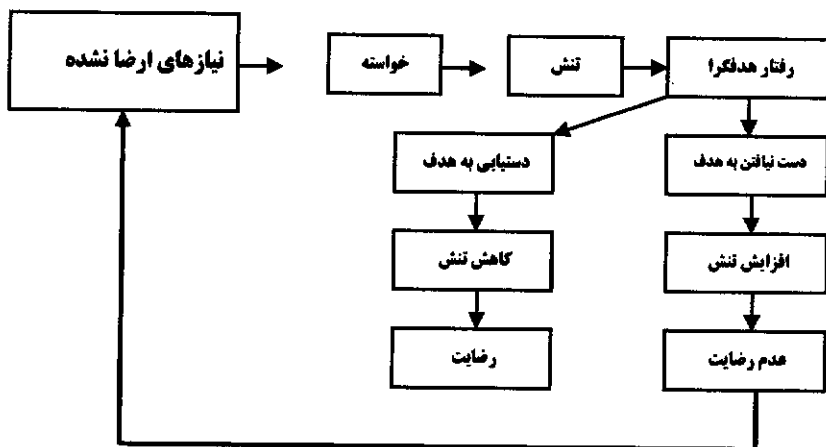 نیازهای ارضا نشده
خواسته
تنش
رفتار هدفگرا
دستیابی به هدف
دست نیافتن به هدف
کاهش تنش
افزایش تنش
رضایت
عدم رضایت